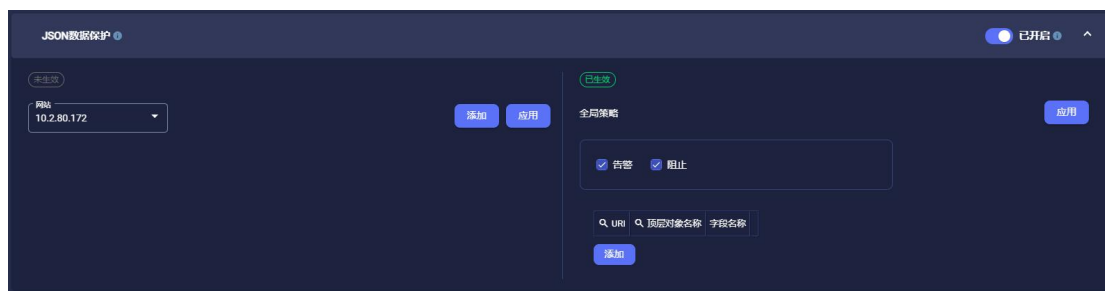 JSON数据保护
已开启
未生效
网站
10.2.80.172
添加 应用
已生效
全局策略
应用
告警 阻止
URI 顶层对象名称 字段名称
添加